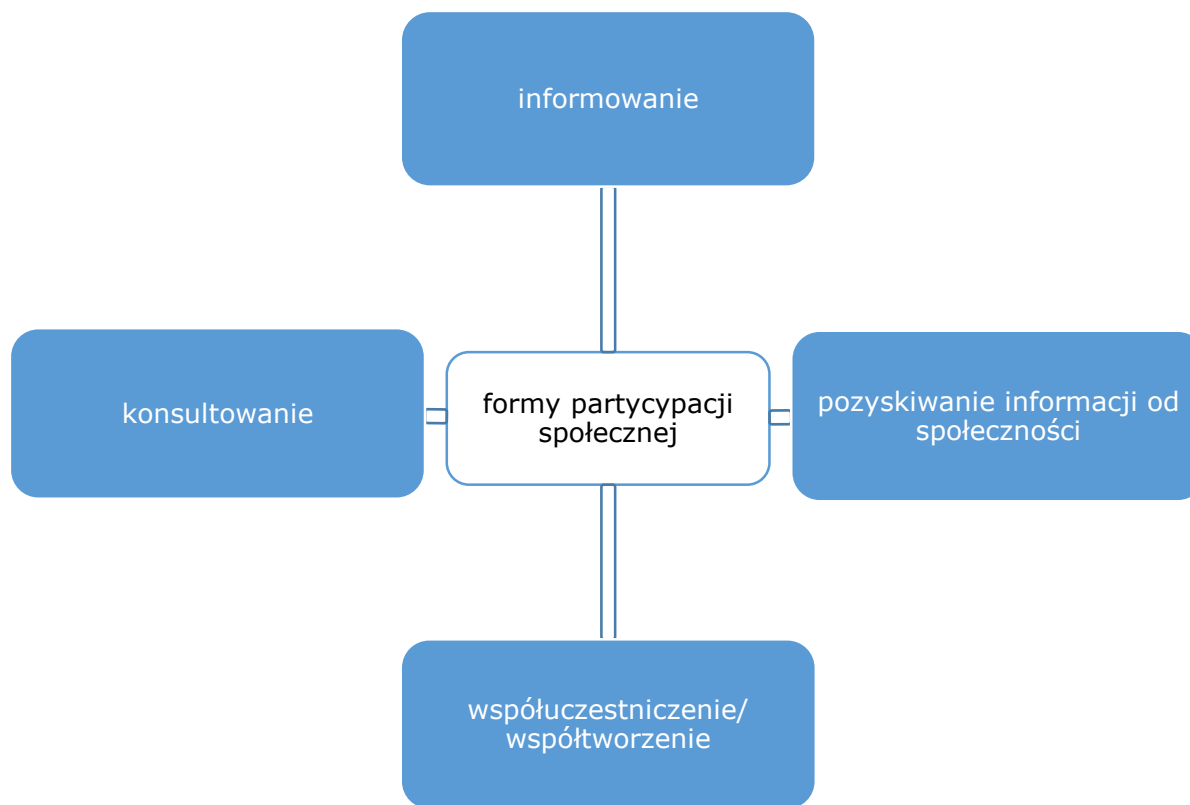 informowanie
konsultowanie
formy partycypacji
społecznej
pozyskiwanie informacji od
społeczności
współuczestniczenie/
współtworzenie